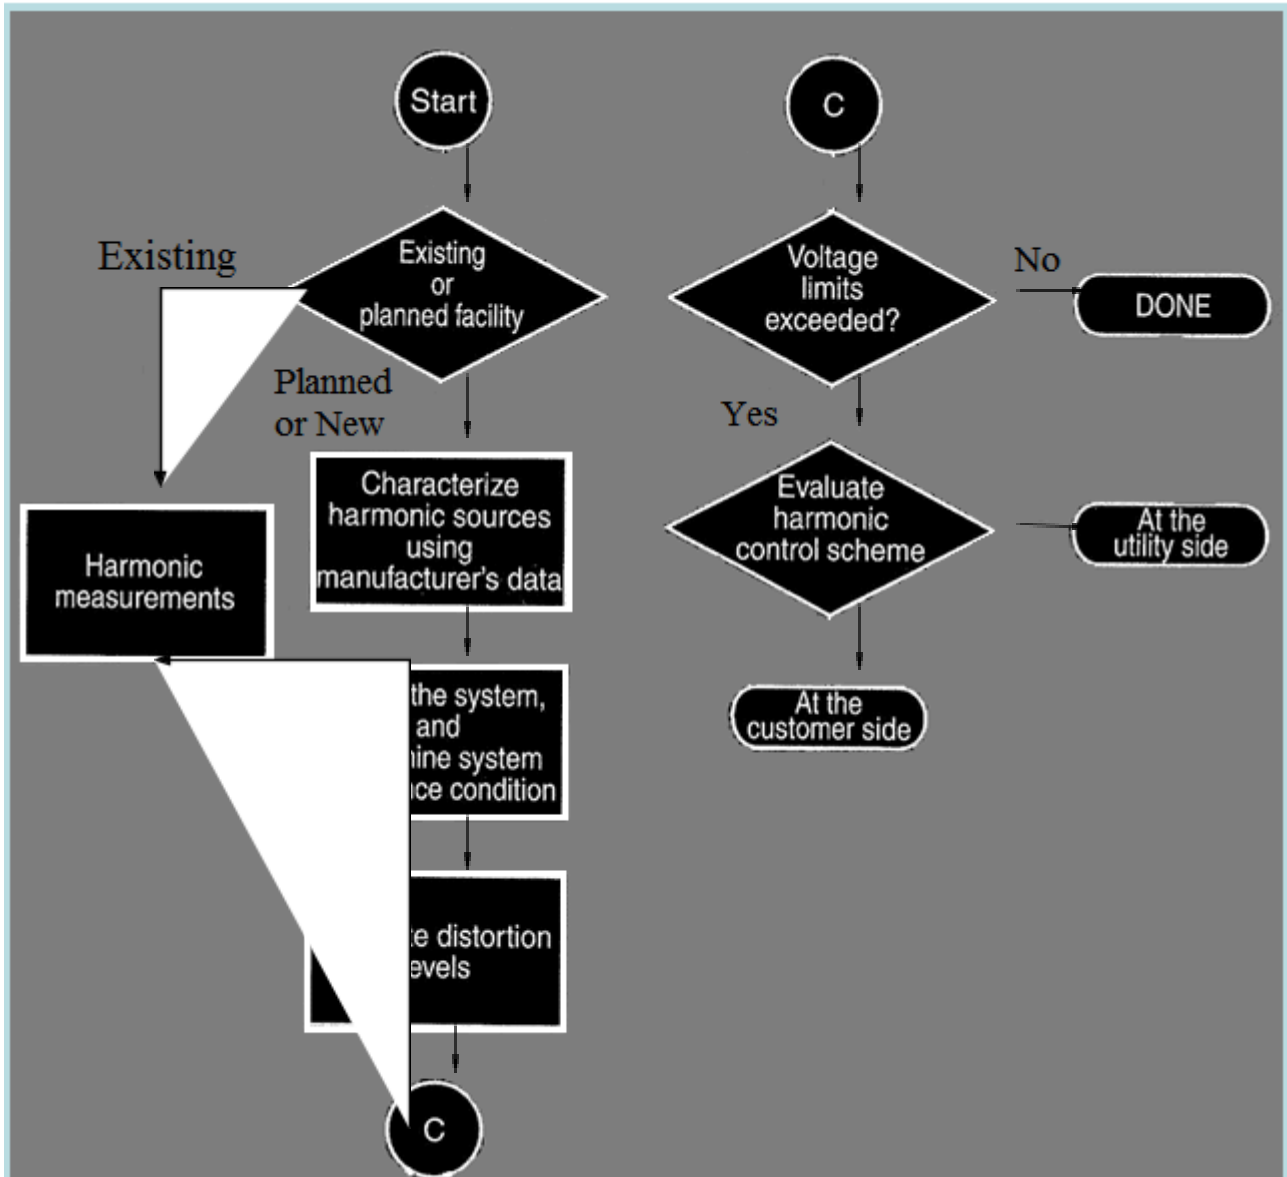 Start
Existing
Existing
or
planned facility
Planned
or New
Characterize
harmonic sources
using
manufacturer's data
Harmonic
measurements
the system,
and
system
condition
distortion
C
C
Voltage
limits
exceeded?
No
DONE
Yes
Evaluate
harmonic
control scheme
At the
utility side
At the
customer side